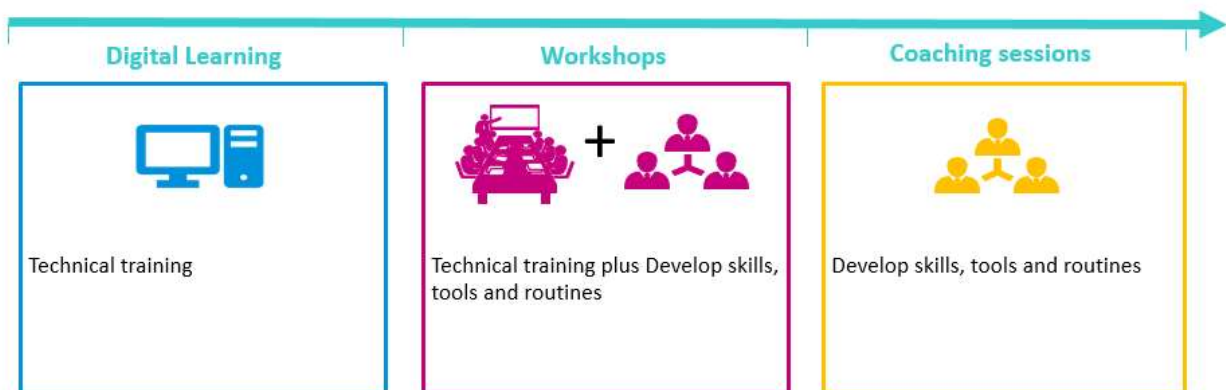 Digital Learning
Workshops
Coaching sessions
Technical training
Technical training plus Develop skills,
tools and routines
Develop skills, tools and routines